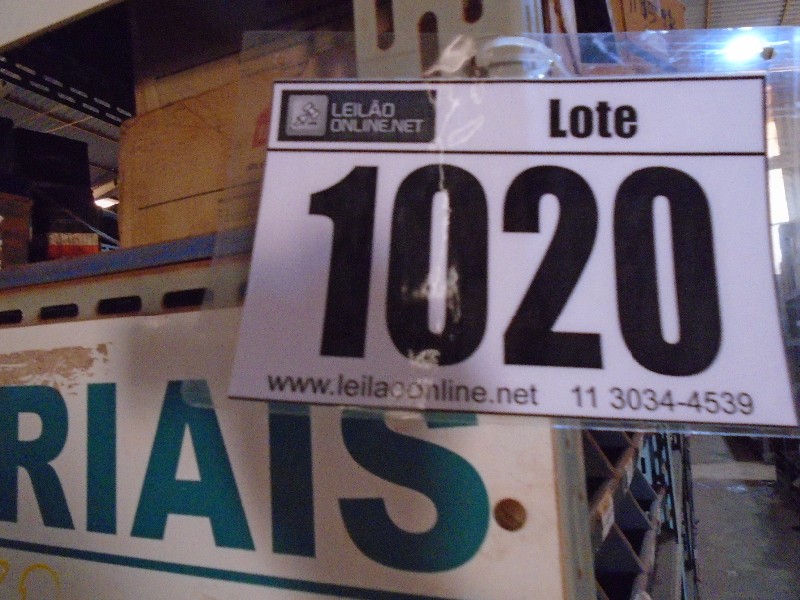 LEILÃO
ONLINE.NET
Lote
1020
www.leilaoonline.net 11 3034-4539
RIAIS